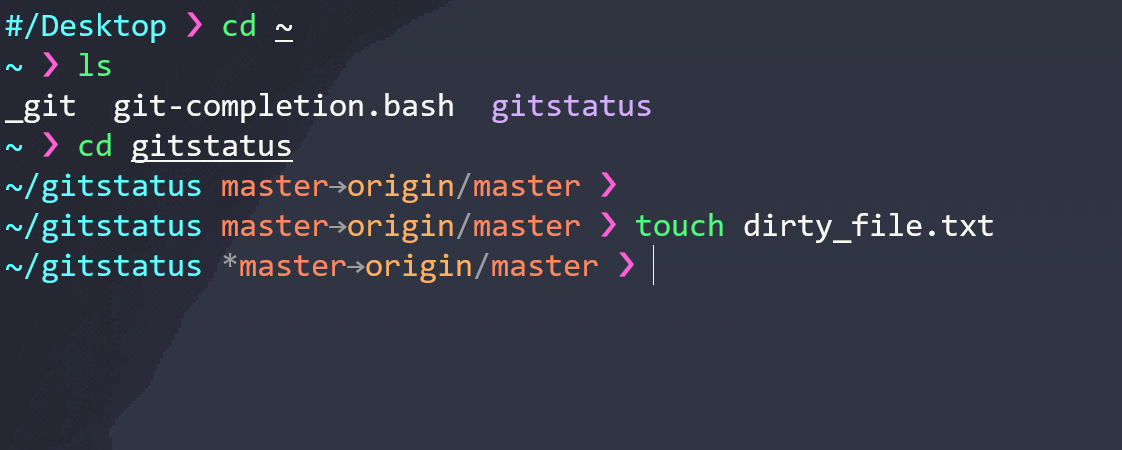 #/Desktop ❯ cd ~
~ ❯ ls
_git  git-completion.bash  gitstatus
~ ❯ cd gitstatus
~/gitstatus master→origin/master ❯
~/gitstatus master→origin/master ❯ touch dirty_file.txt
~/gitstatus *master→origin/master ❯